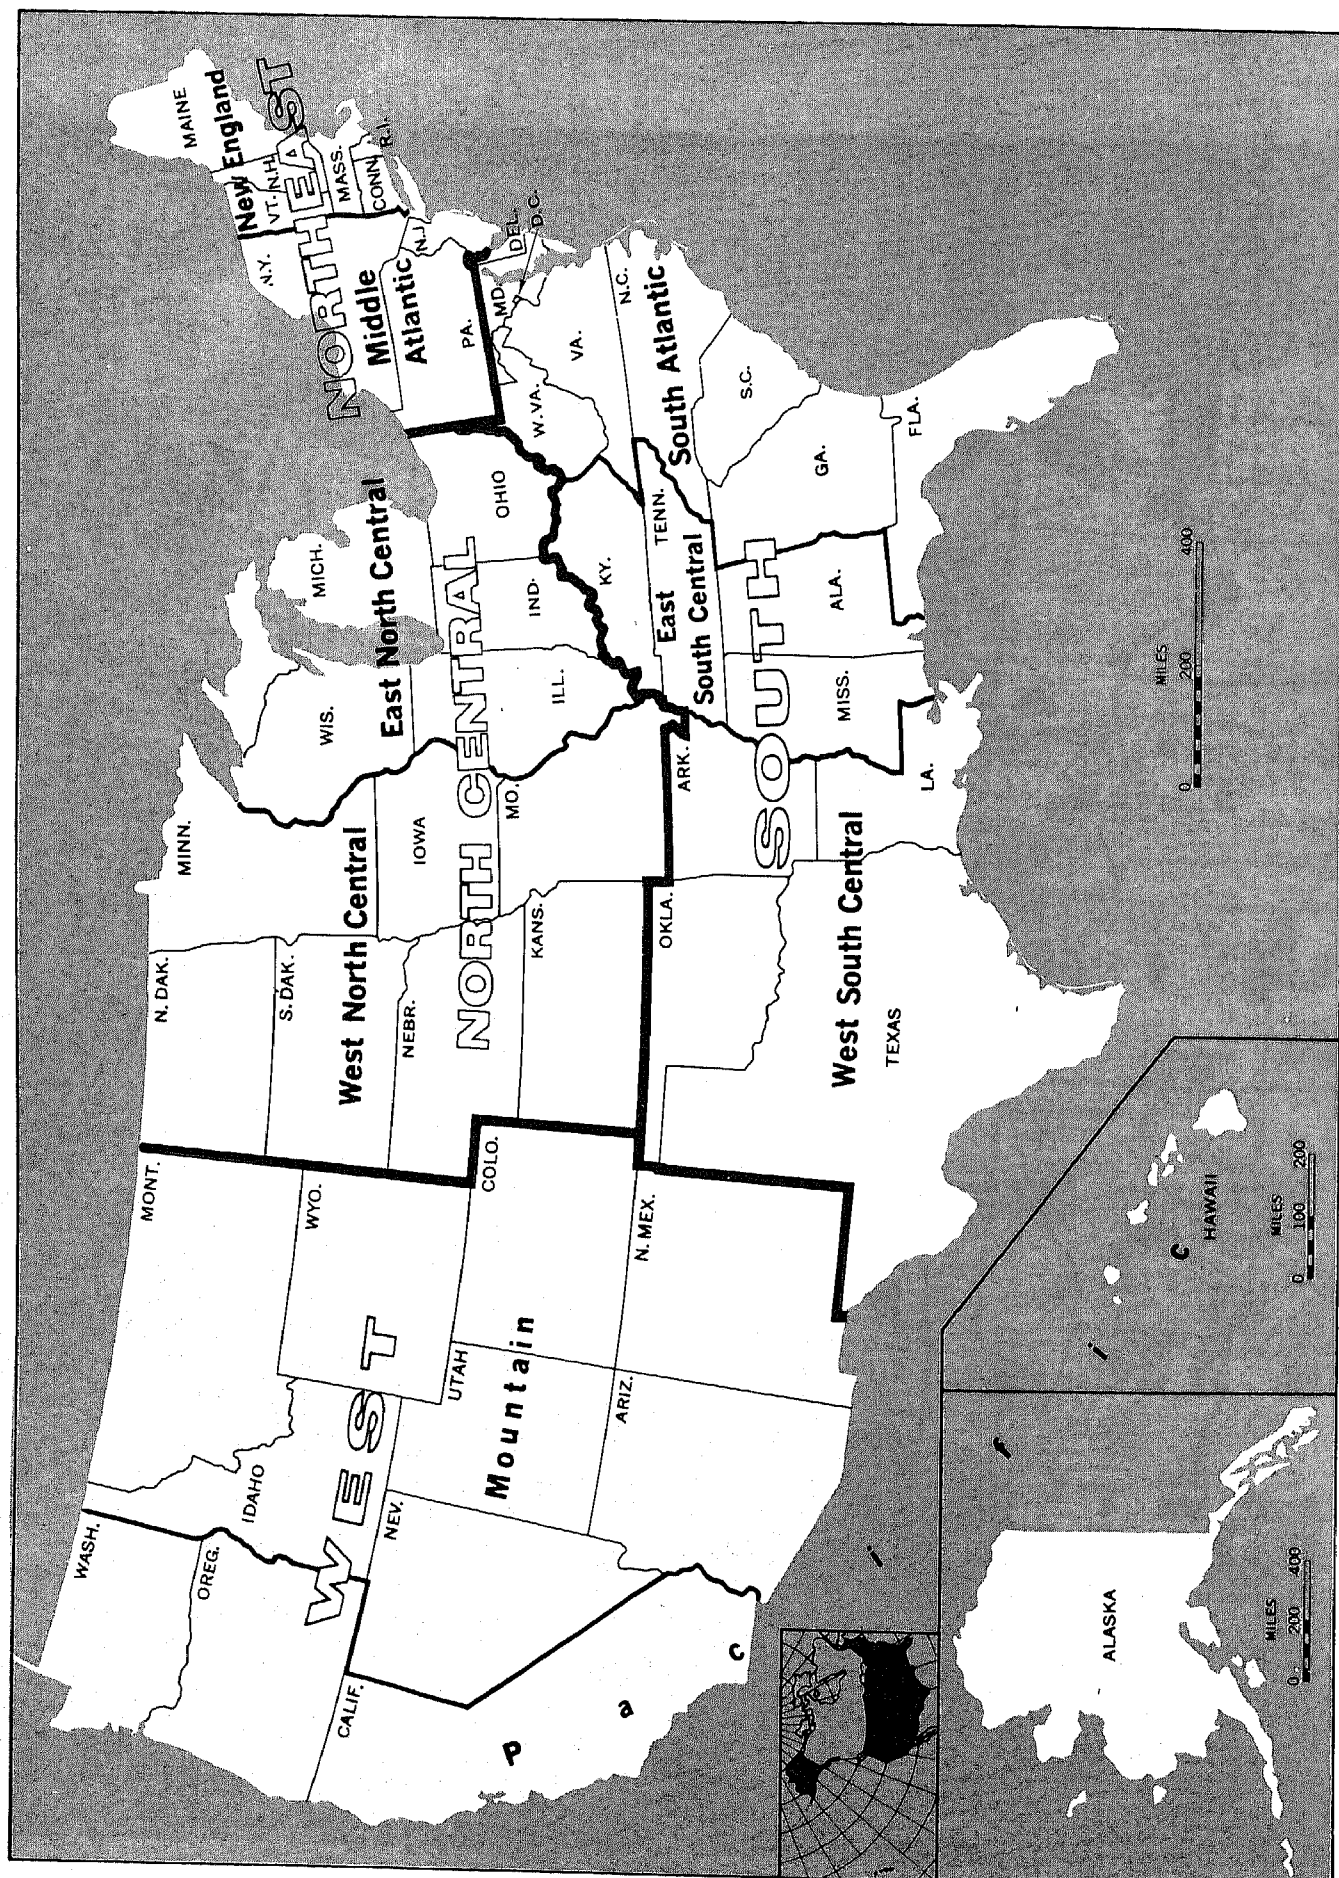 WEST
Pacific
Mountain
WASH.
OREG.
CALIF.
NEV.
IDAHO
MONT.
WYO.
UTAH
COLO.
ARIZ.
N. MEX.
NORTH CENTRAL
West North Central
N. DAK.
S. DAK.
NEBR.
KANS.
MINN.
IOWA
MO.
East North Central
WIS.
MICH.
ILL.
IND.
OHIO
NORTHEAST
New England
MAINE
VT.
N.H.
MASS.
CONN.
R.I.
Middle
Atlantic
N.Y.
N.J.
PA.
SOUTH
West South Central
OKLA.
TEXAS
ARK.
LA.
East
South Central
KY.
TENN.
MISS.
ALA.
South Atlantic
DEL.
D.C.
MD.
W.VA.
VA.
N.C.
S.C.
GA.
FLA.
ALASKA
MILES
0 200 400
HAWAII
MILES
0 100 200
MILES
0 200 400